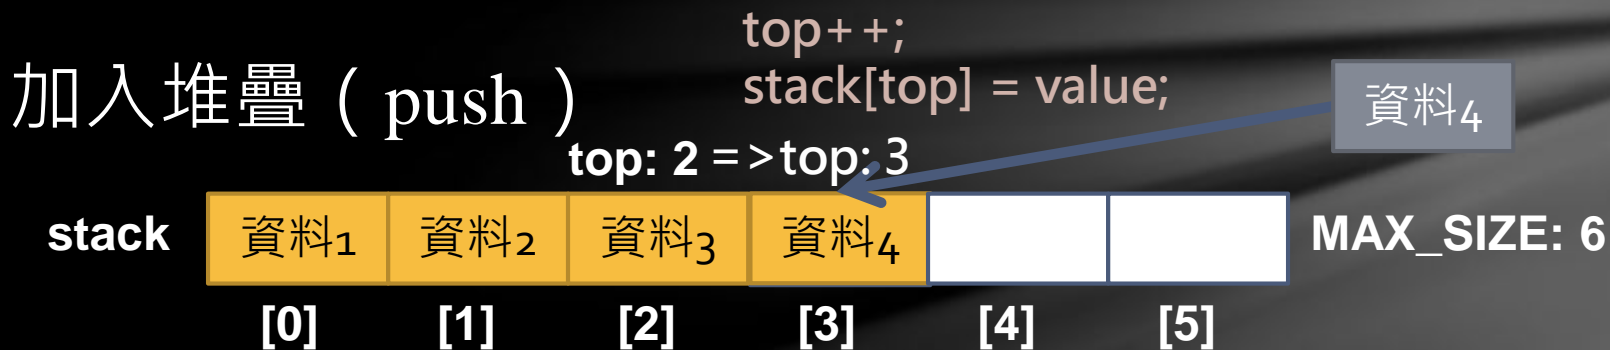 top++;
stack[top] = value;
加入堆疊（push）
資料4
top: 2 =>top: 3
stack 資料1 資料2 資料3 資料4 MAX_SIZE: 6
[0] [1] [2] [3] [4] [5]